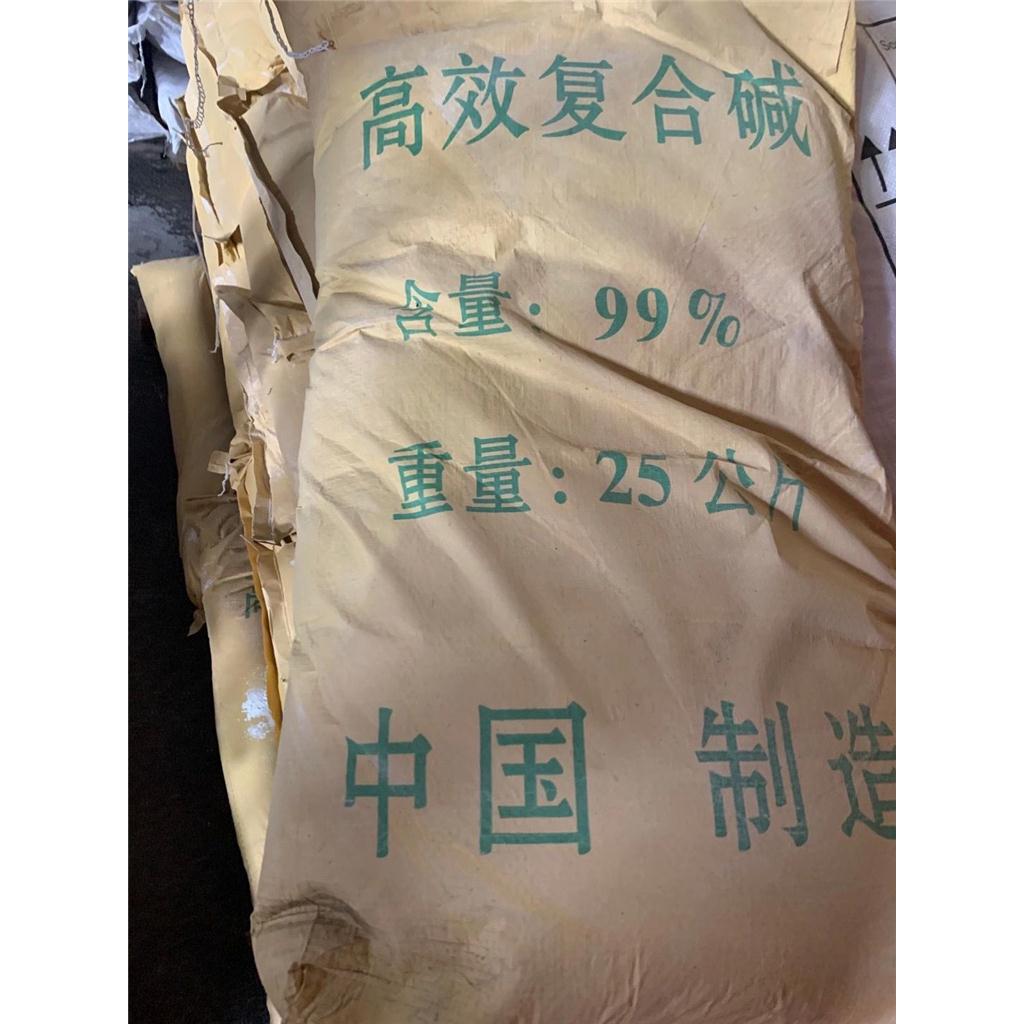 高效复合碱
含量：99%
重量：25公斤
中国 制造